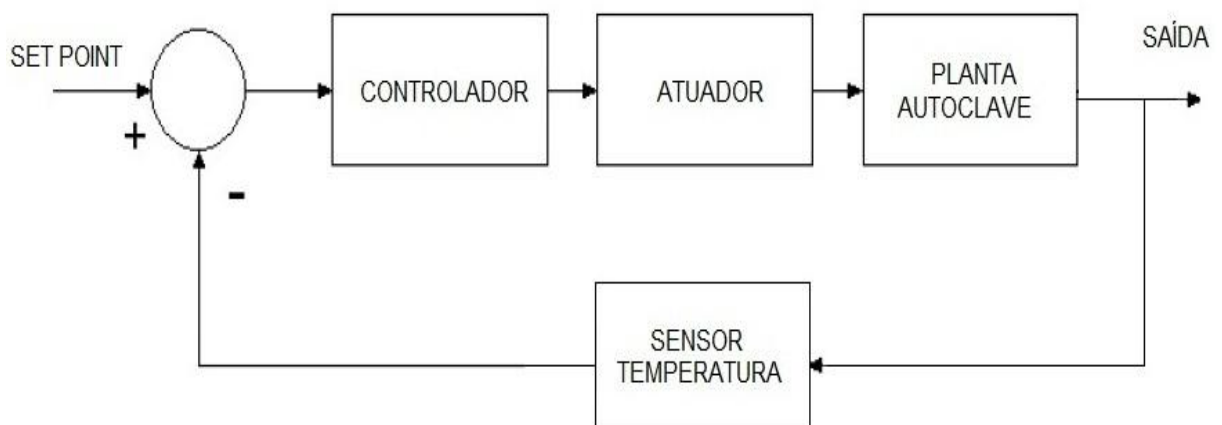 SET POINT
+
-
CONTROLADOR
ATUADOR
PLANTA
AUTOCLAVE
SAÍDA
SENSOR
TEMPERATURA